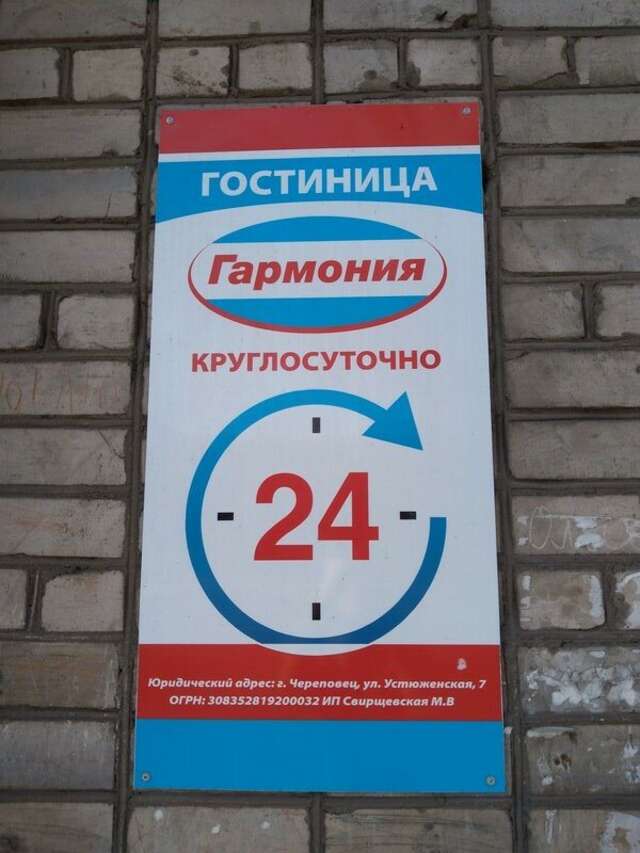 ГОСТИНИЦА
Гармония
КРУГЛОСУТОЧНО
24
Юридический адрес: г. Череповец, ул. Устюженская, 7
ОГРН: 308352819200032 ИП Свирщевская М.В